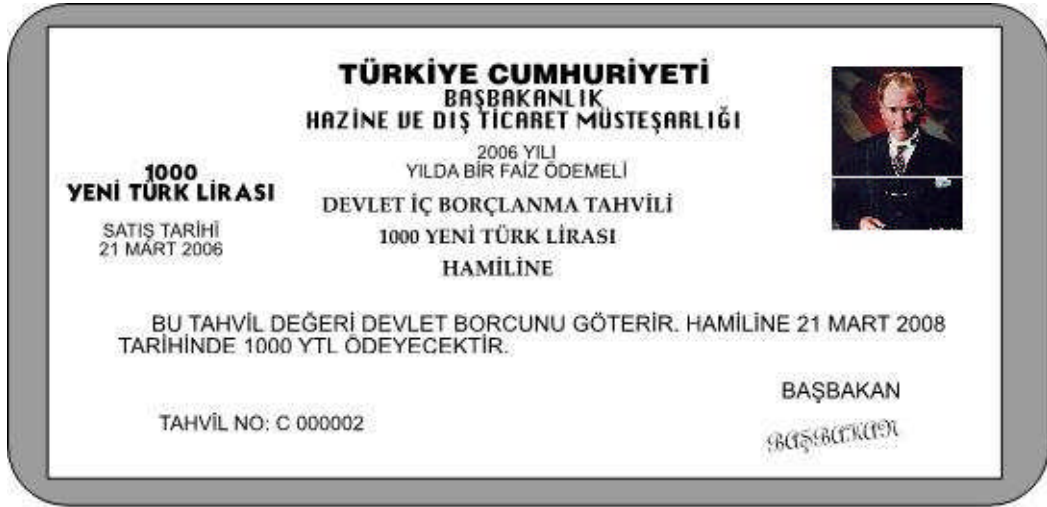 TÜRKİYE CUMHURİYETİ
BAŞBAKANLIK
HAZİNE VE DIŞ TİCARET MÜSTEŞARLIĞI
2006 YILI
YILDA BİR FAİZ ÖDEMELİ
1000
YENİ TÜRK LİRASI
SATIŞ TARİHİ
21 MART 2006
DEVLET İÇ BORÇLANMA TAHVİLİ
1000 YENİ TÜRK LİRASI
HAMİLİNE
BU TAHVİL DEĞERİ DEVLET BORCUNU GÖTERİR. HAMİLİNE 21 MART 2008
TARİHİNDE 1000 YTL ÖDEYECEKTİR.
BAŞBAKAN
BAŞBAKAN
TAHVİL NO: C 000002